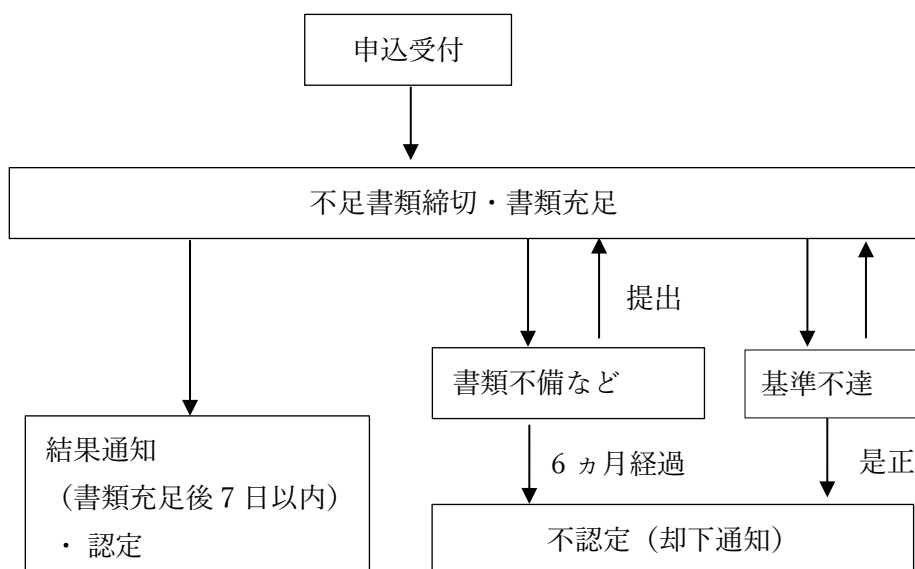 申込受付
不足書類締切・書類充足
提出
書類不備など
基準不達
結果通知
（書類充足後 7 日以内）
・ 認定
6 ヵ月経過
是正
不認定（却下通知）